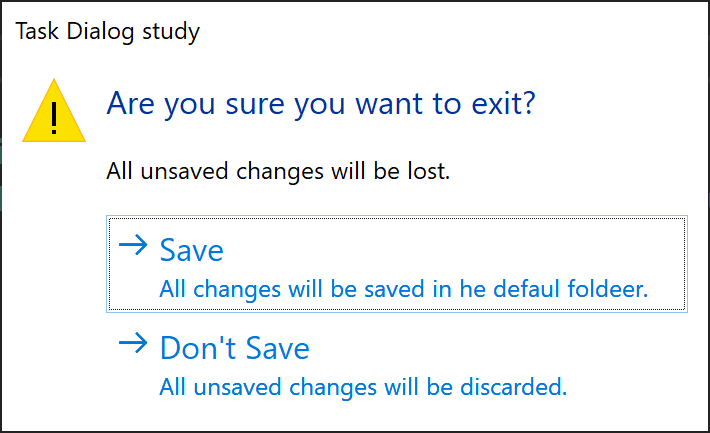 Task Dialog study
Are you sure you want to exit?
All unsaved changes will be lost.
Save
All changes will be saved in he defaul foldeer.
Don't Save
All unsaved changes will be discarded.